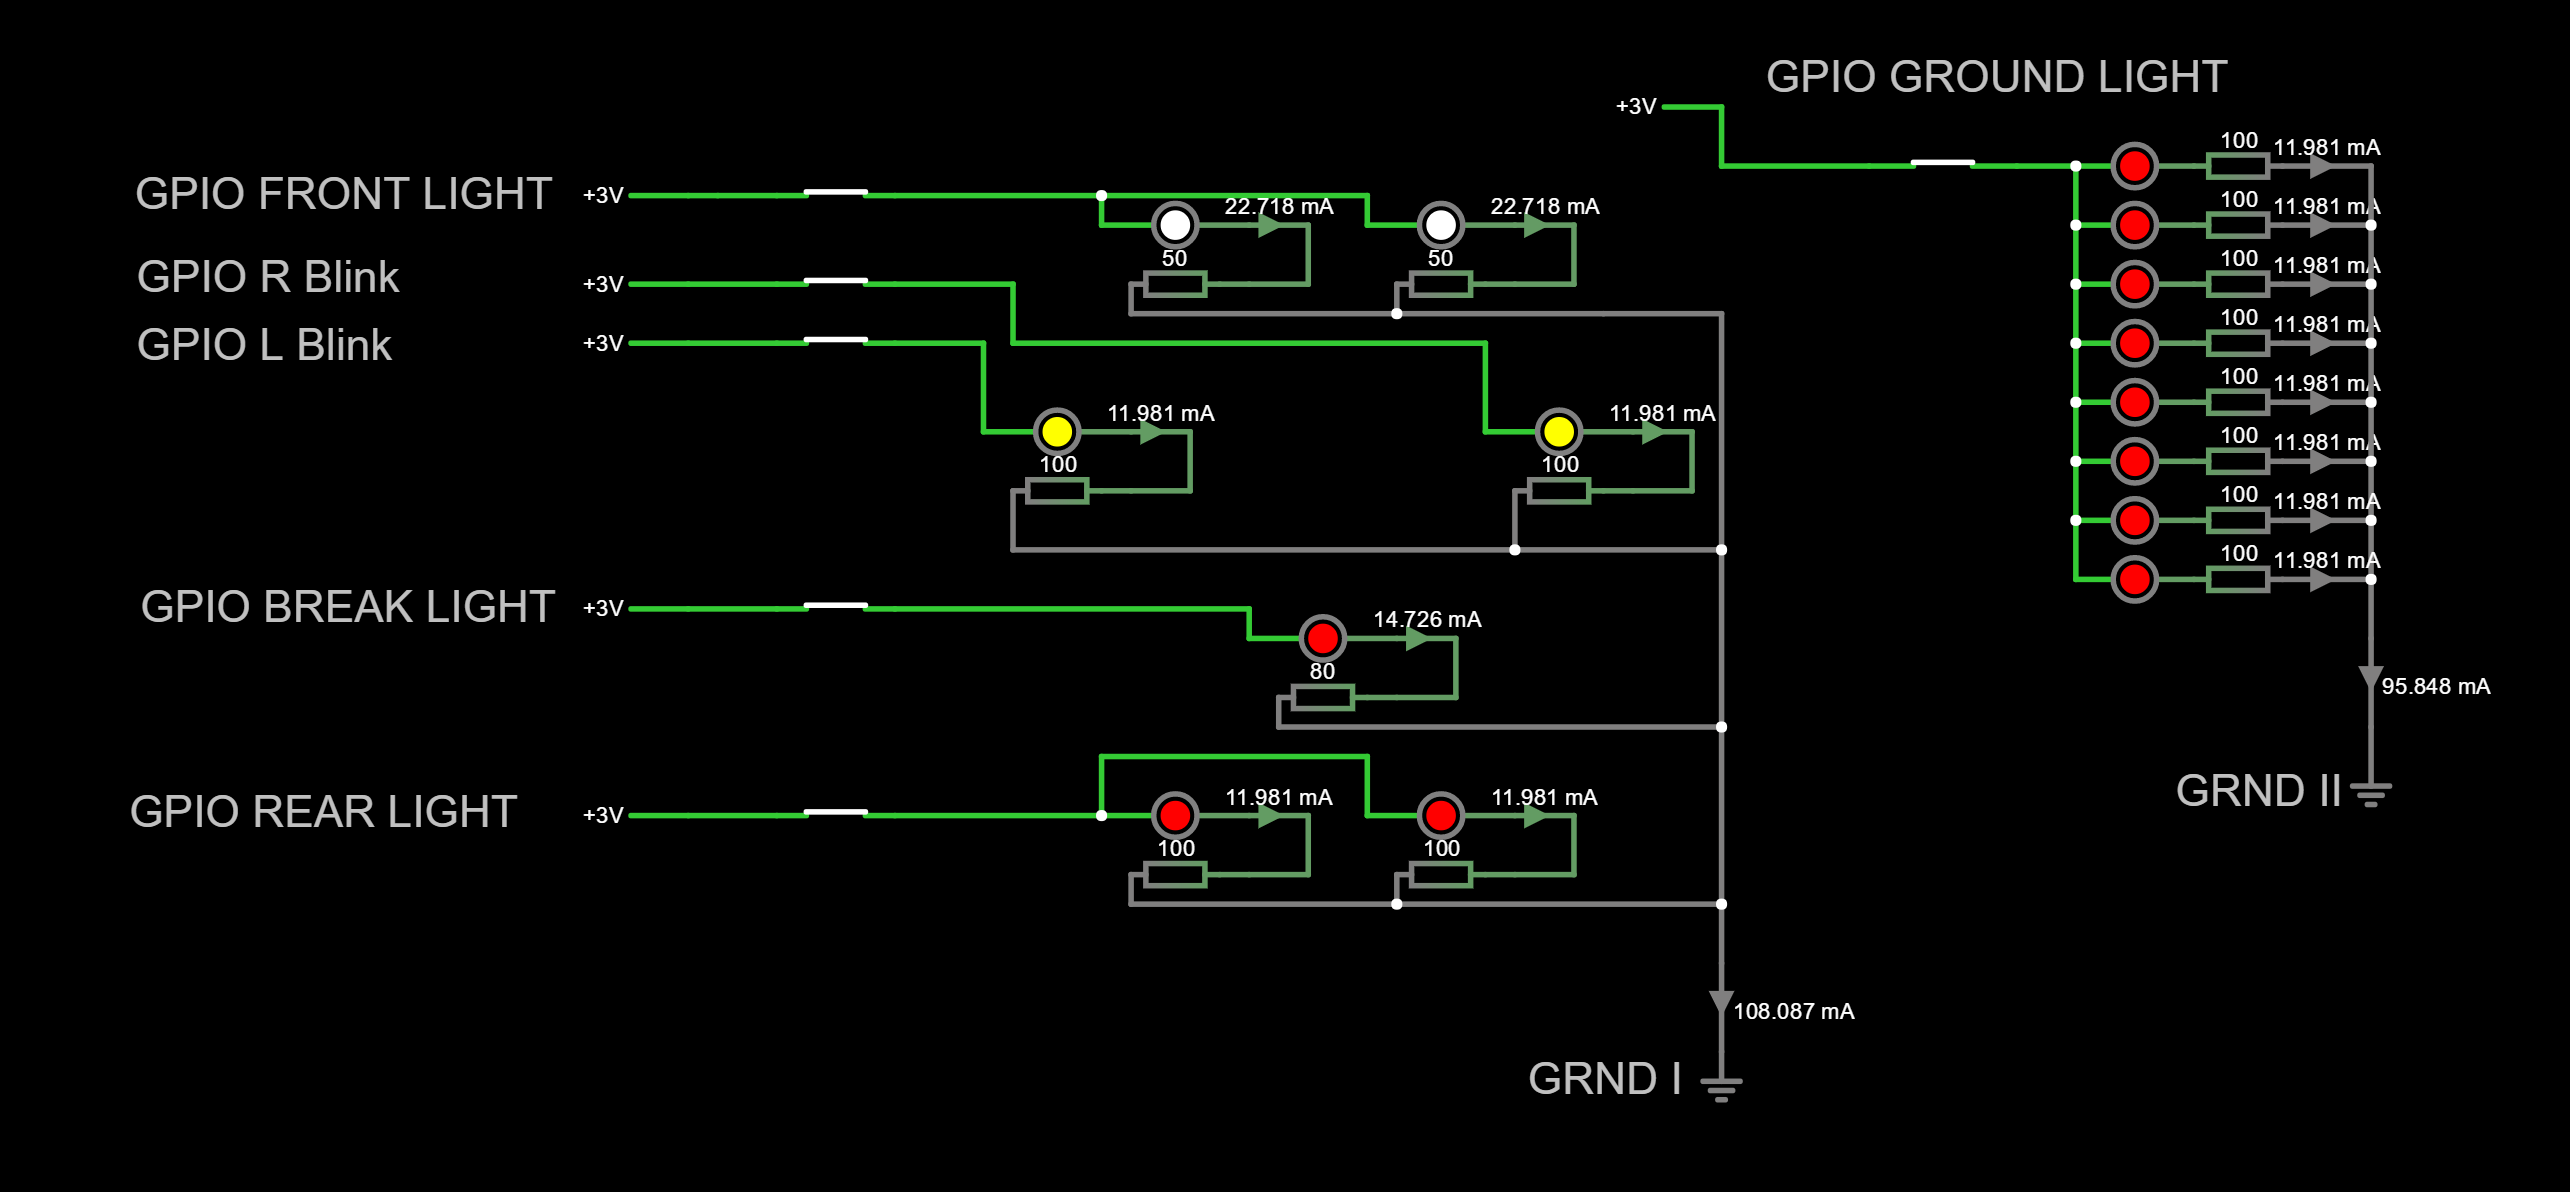 GPIO GROUND LIGHT
+3V
100
11.981 mA
GPIO FRONT LIGHT
+3V
22.718 mA
22.718 mA
100
11.981 mA
50
50
100
11.981 mA
GPIO R Blink
+3V
100
11.981 mA
GPIO L Blink
+3V
100
11.981 mA
11.981 mA
11.981 mA
100
11.981 mA
100
100
100
11.981 mA
100
11.981 mA
GPIO BREAK LIGHT
+3V
14.726 mA
80
95.848 mA
GRND II
GPIO REAR LIGHT
+3V
11.981 mA
11.981 mA
100
100
108.087 mA
GRND I